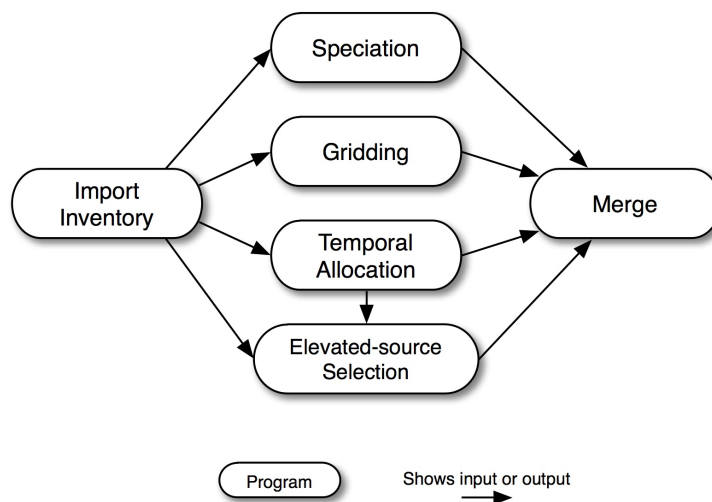 Speciation
Gridding
Import
Inventory
Merge
Temporal
Allocation
Elevated-source
Selection
Program
Shows input or output